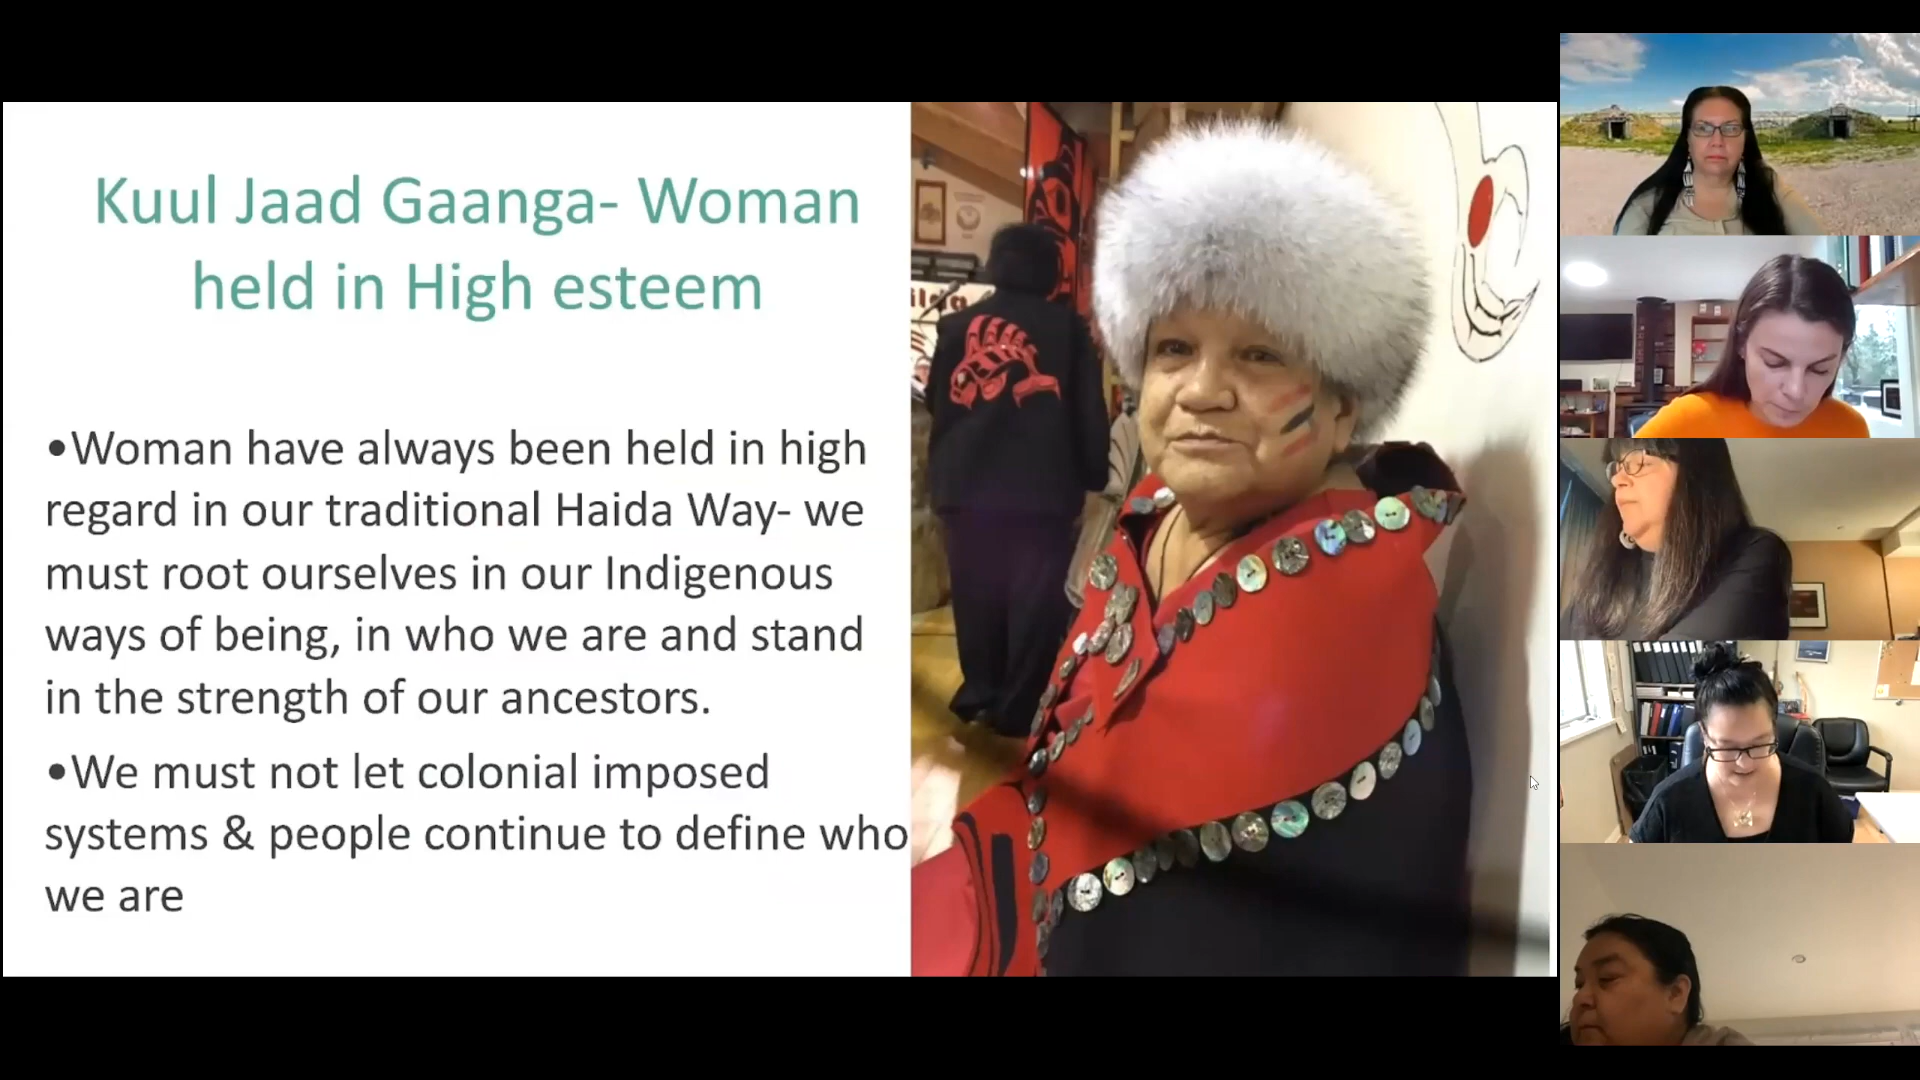 Kuul Jaad Gaanga- Woman
held in High esteem
•Woman have always been held in high
regard in our traditional Haida Way- we
must root ourselves in our Indigenous
ways of being, in who we are and stand
in the strength of our ancestors.
•We must not let colonial imposed
systems & people continue to define who
we are